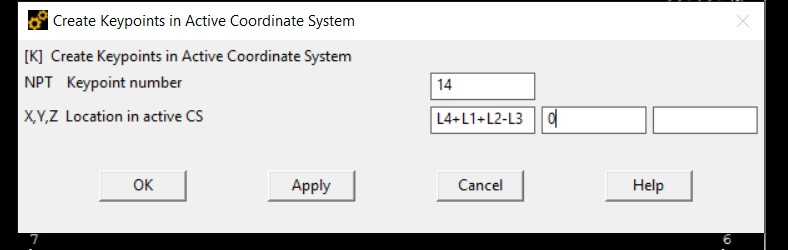 Create Keypoints in Active Coordinate System
[K] Create Keypoints in Active Coordinate System
NPT Keypoint number 14
X,Y,Z Location in active CS L4+L1+L2-L3 0
OK Apply Cancel Help
7 6